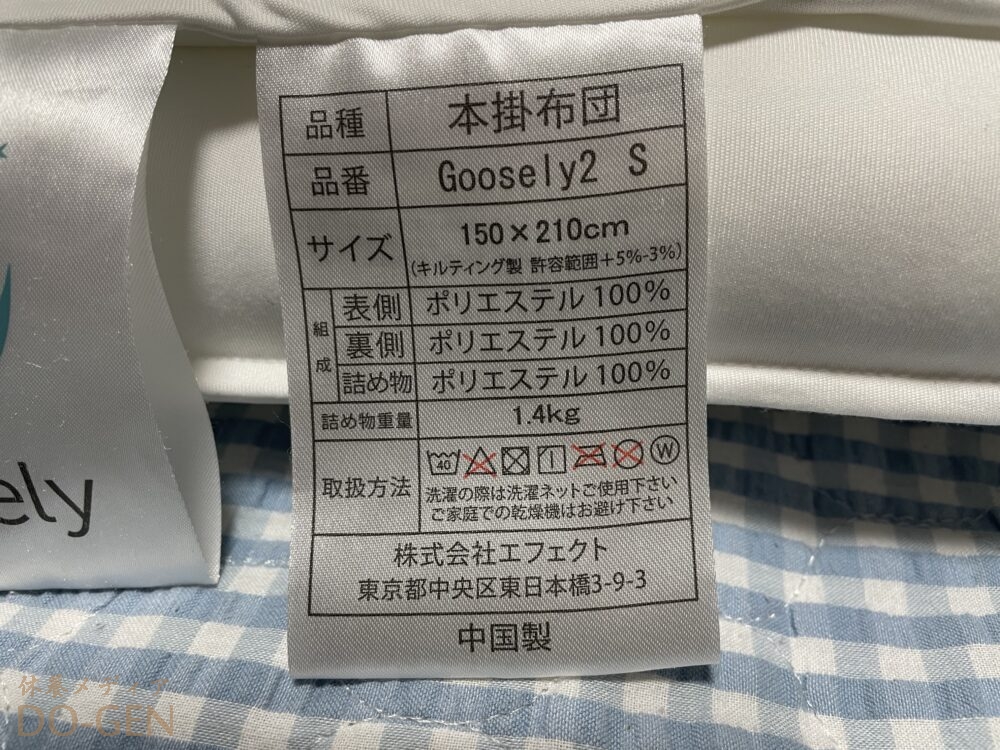 品種 本掛布団
品番 Goosely2 S
サイズ 150×210cm
(キルティング製 許容範囲+5%-3%)
組成 表側 ポリエステル100%
裏側 ポリエステル100%
詰め物 ポリエステル100%
詰め物重量 1.4kg
取扱方法 40 W
洗濯の際は洗濯ネットご使用下さい
ご家庭での乾燥機はお避け下さい
株式会社エフェクト
東京都中央区東日本橋3-9-3
中国製
ely
DO-GEN